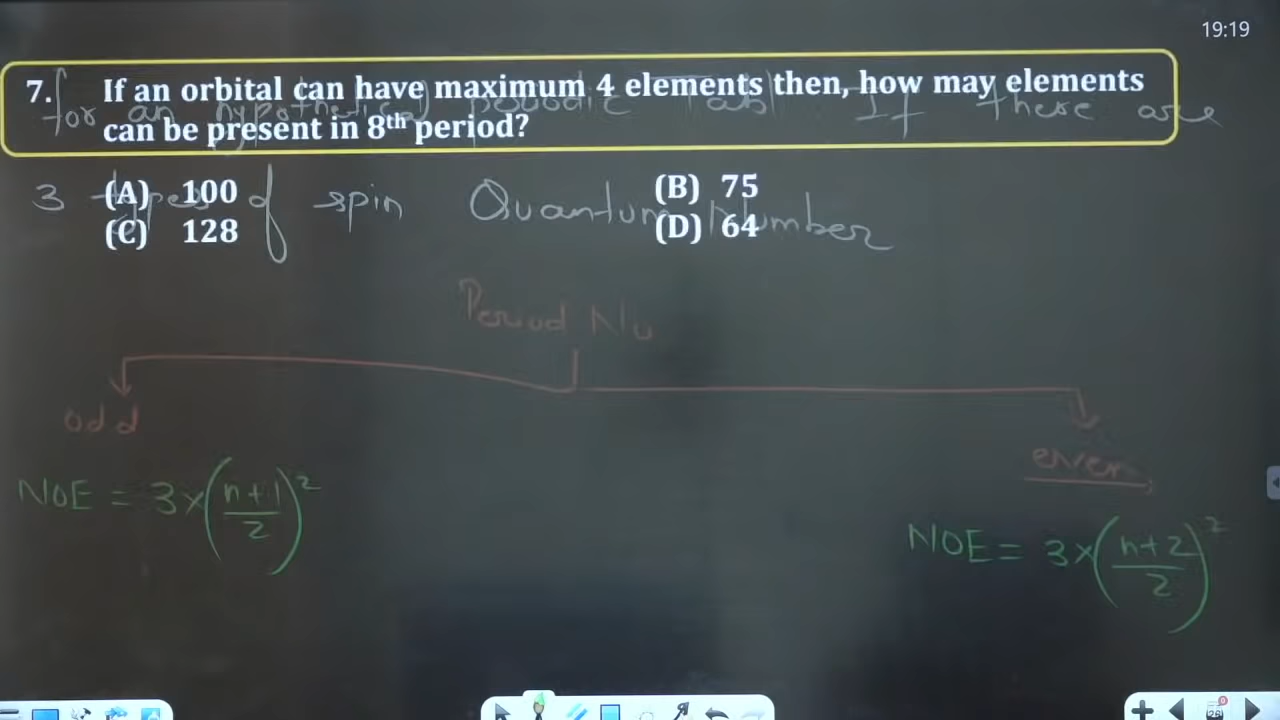 19:19
7. If an orbital can have maximum 4 elements then, how may elements
can be present in 8th period?
for an hypothetical periodic Tabl If there are
(A) 100 (B) 75
3 types of spin Quantum Number
(C) 128 (D) 64
Period No
odd
even
NOE = 3×(n+1/2)²
NOE = 3×(n+2/2)²